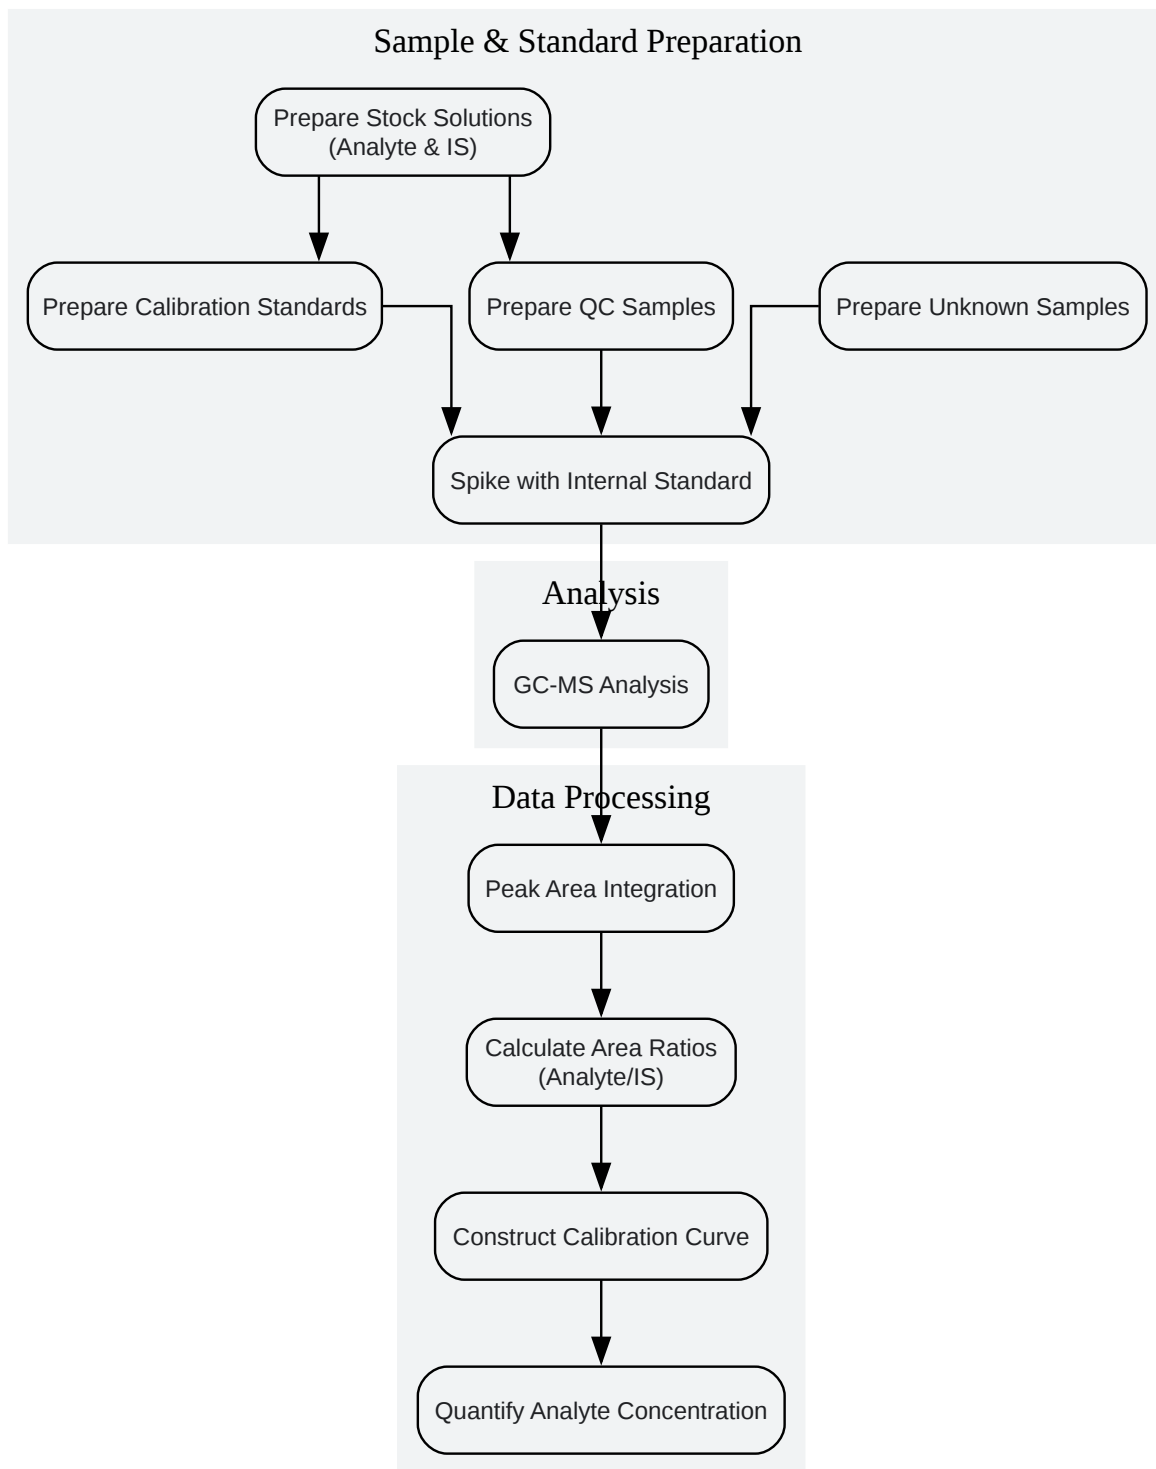 Sample & Standard Preparation
Prepare Stock Solutions
(Analyte & IS)
Prepare Calibration Standards
Prepare QC Samples
Prepare Unknown Samples
Spike with Internal Standard
Analysis
GC-MS Analysis
Data Processing
Peak Area Integration
Calculate Area Ratios
(Analyte/IS)
Construct Calibration Curve
Quantify Analyte Concentration